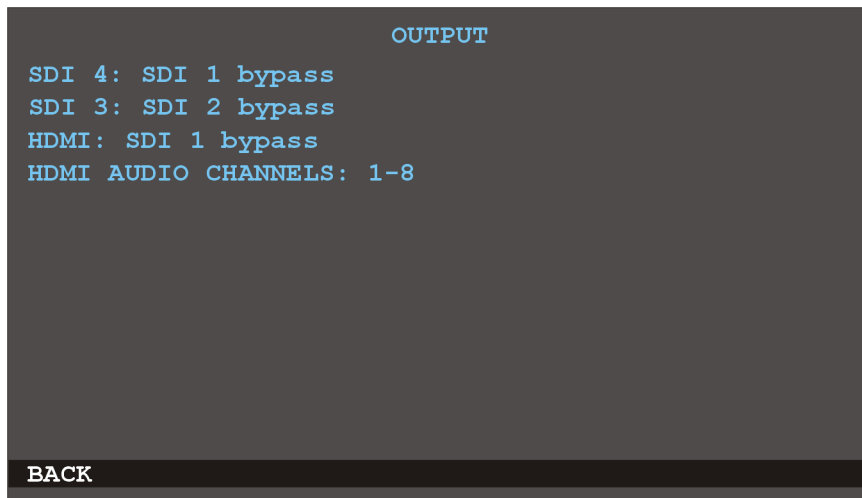 OUTPUT
SDI 4: SDI 1 bypass
SDI 3: SDI 2 bypass
HDMI: SDI 1 bypass
HDMI AUDIO CHANNELS: 1-8
BACK